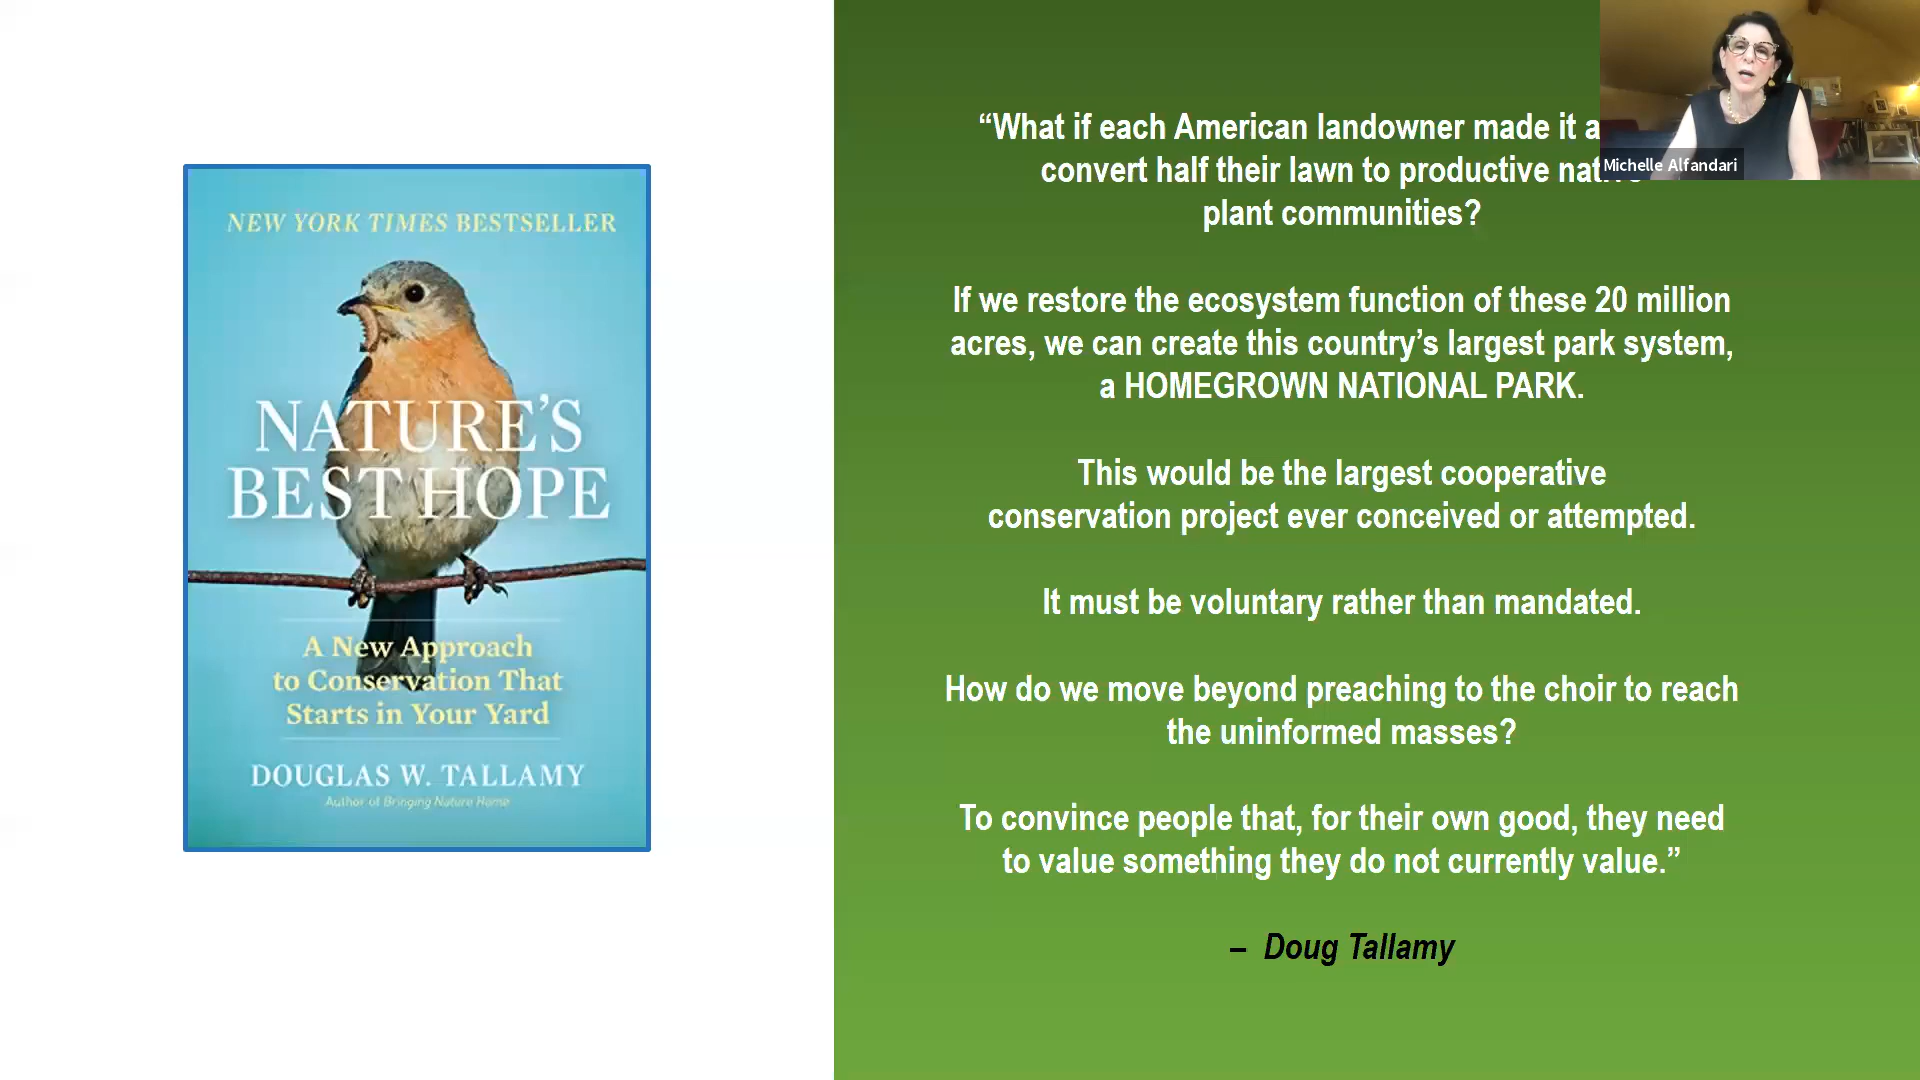 NEW YORK TIMES BESTSELLER
NATURE'S
BEST HOPE
A New Approach
to Conservation That
Starts in Your Yard
DOUGLAS W. TALLAMY
Author of Bringing Nature Home
“What if each American landowner made it a
convert half their lawn to productive native
plant communities?
If we restore the ecosystem function of these 20 million
acres, we can create this country’s largest park system,
a HOMEGROWN NATIONAL PARK.
This would be the largest cooperative
conservation project ever conceived or attempted.
It must be voluntary rather than mandated.
How do we move beyond preaching to the choir to reach
the uninformed masses?
To convince people that, for their own good, they need
to value something they do not currently value.”
– Doug Tallamy
Michelle Alfandari